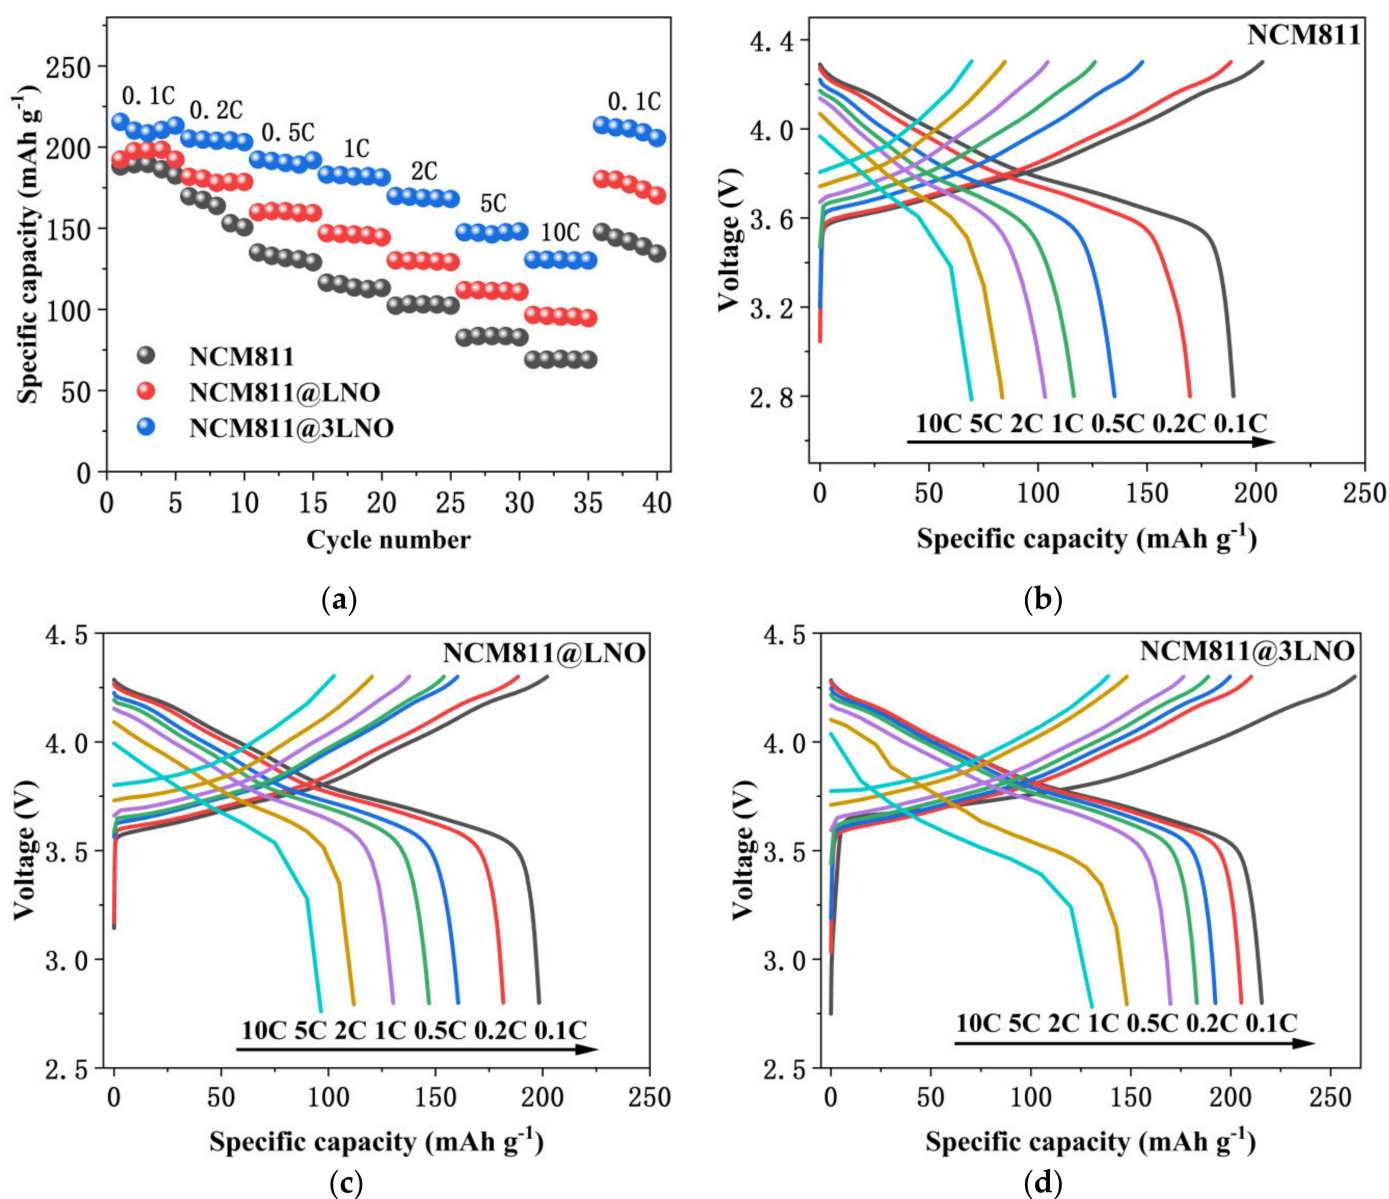 250
200
150
100
50
0
0 5 10 15 20 25 30 35 40
Specific capacity (mAh g-1)
Cycle number
0.1C
0.2C
0.5C
1C
2C
5C
10C
0.1C
NCM811
NCM811@LNO
NCM811@3LNO
(a)
NCM811
4.4
4.0
3.6
3.2
2.8
Voltage (V)
10C 5C 2C 1C 0.5C 0.2C 0.1C
0 50 100 150 200 250
Specific capacity (mAh g-1)
(b)
NCM811@LNO
4.5
4.0
3.5
3.0
2.5
Voltage (V)
10C 5C 2C 1C 0.5C 0.2C 0.1C
0 50 100 150 200 250
Specific capacity (mAh g-1)
(c)
NCM811@3LNO
4.5
4.0
3.5
3.0
2.5
Voltage (V)
10C 5C 2C 1C 0.5C 0.2C 0.1C
0 50 100 150 200 250
Specific capacity (mAh g-1)
(d)